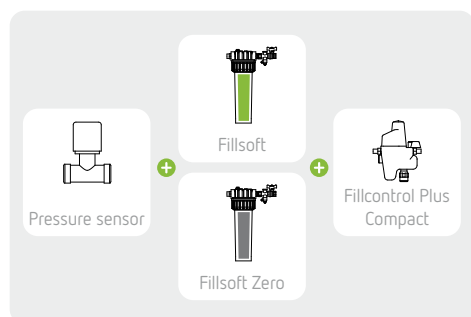 Pressure sensor
Fillsoft
Fillsoft Zero
Fillcontrol Plus
Compact